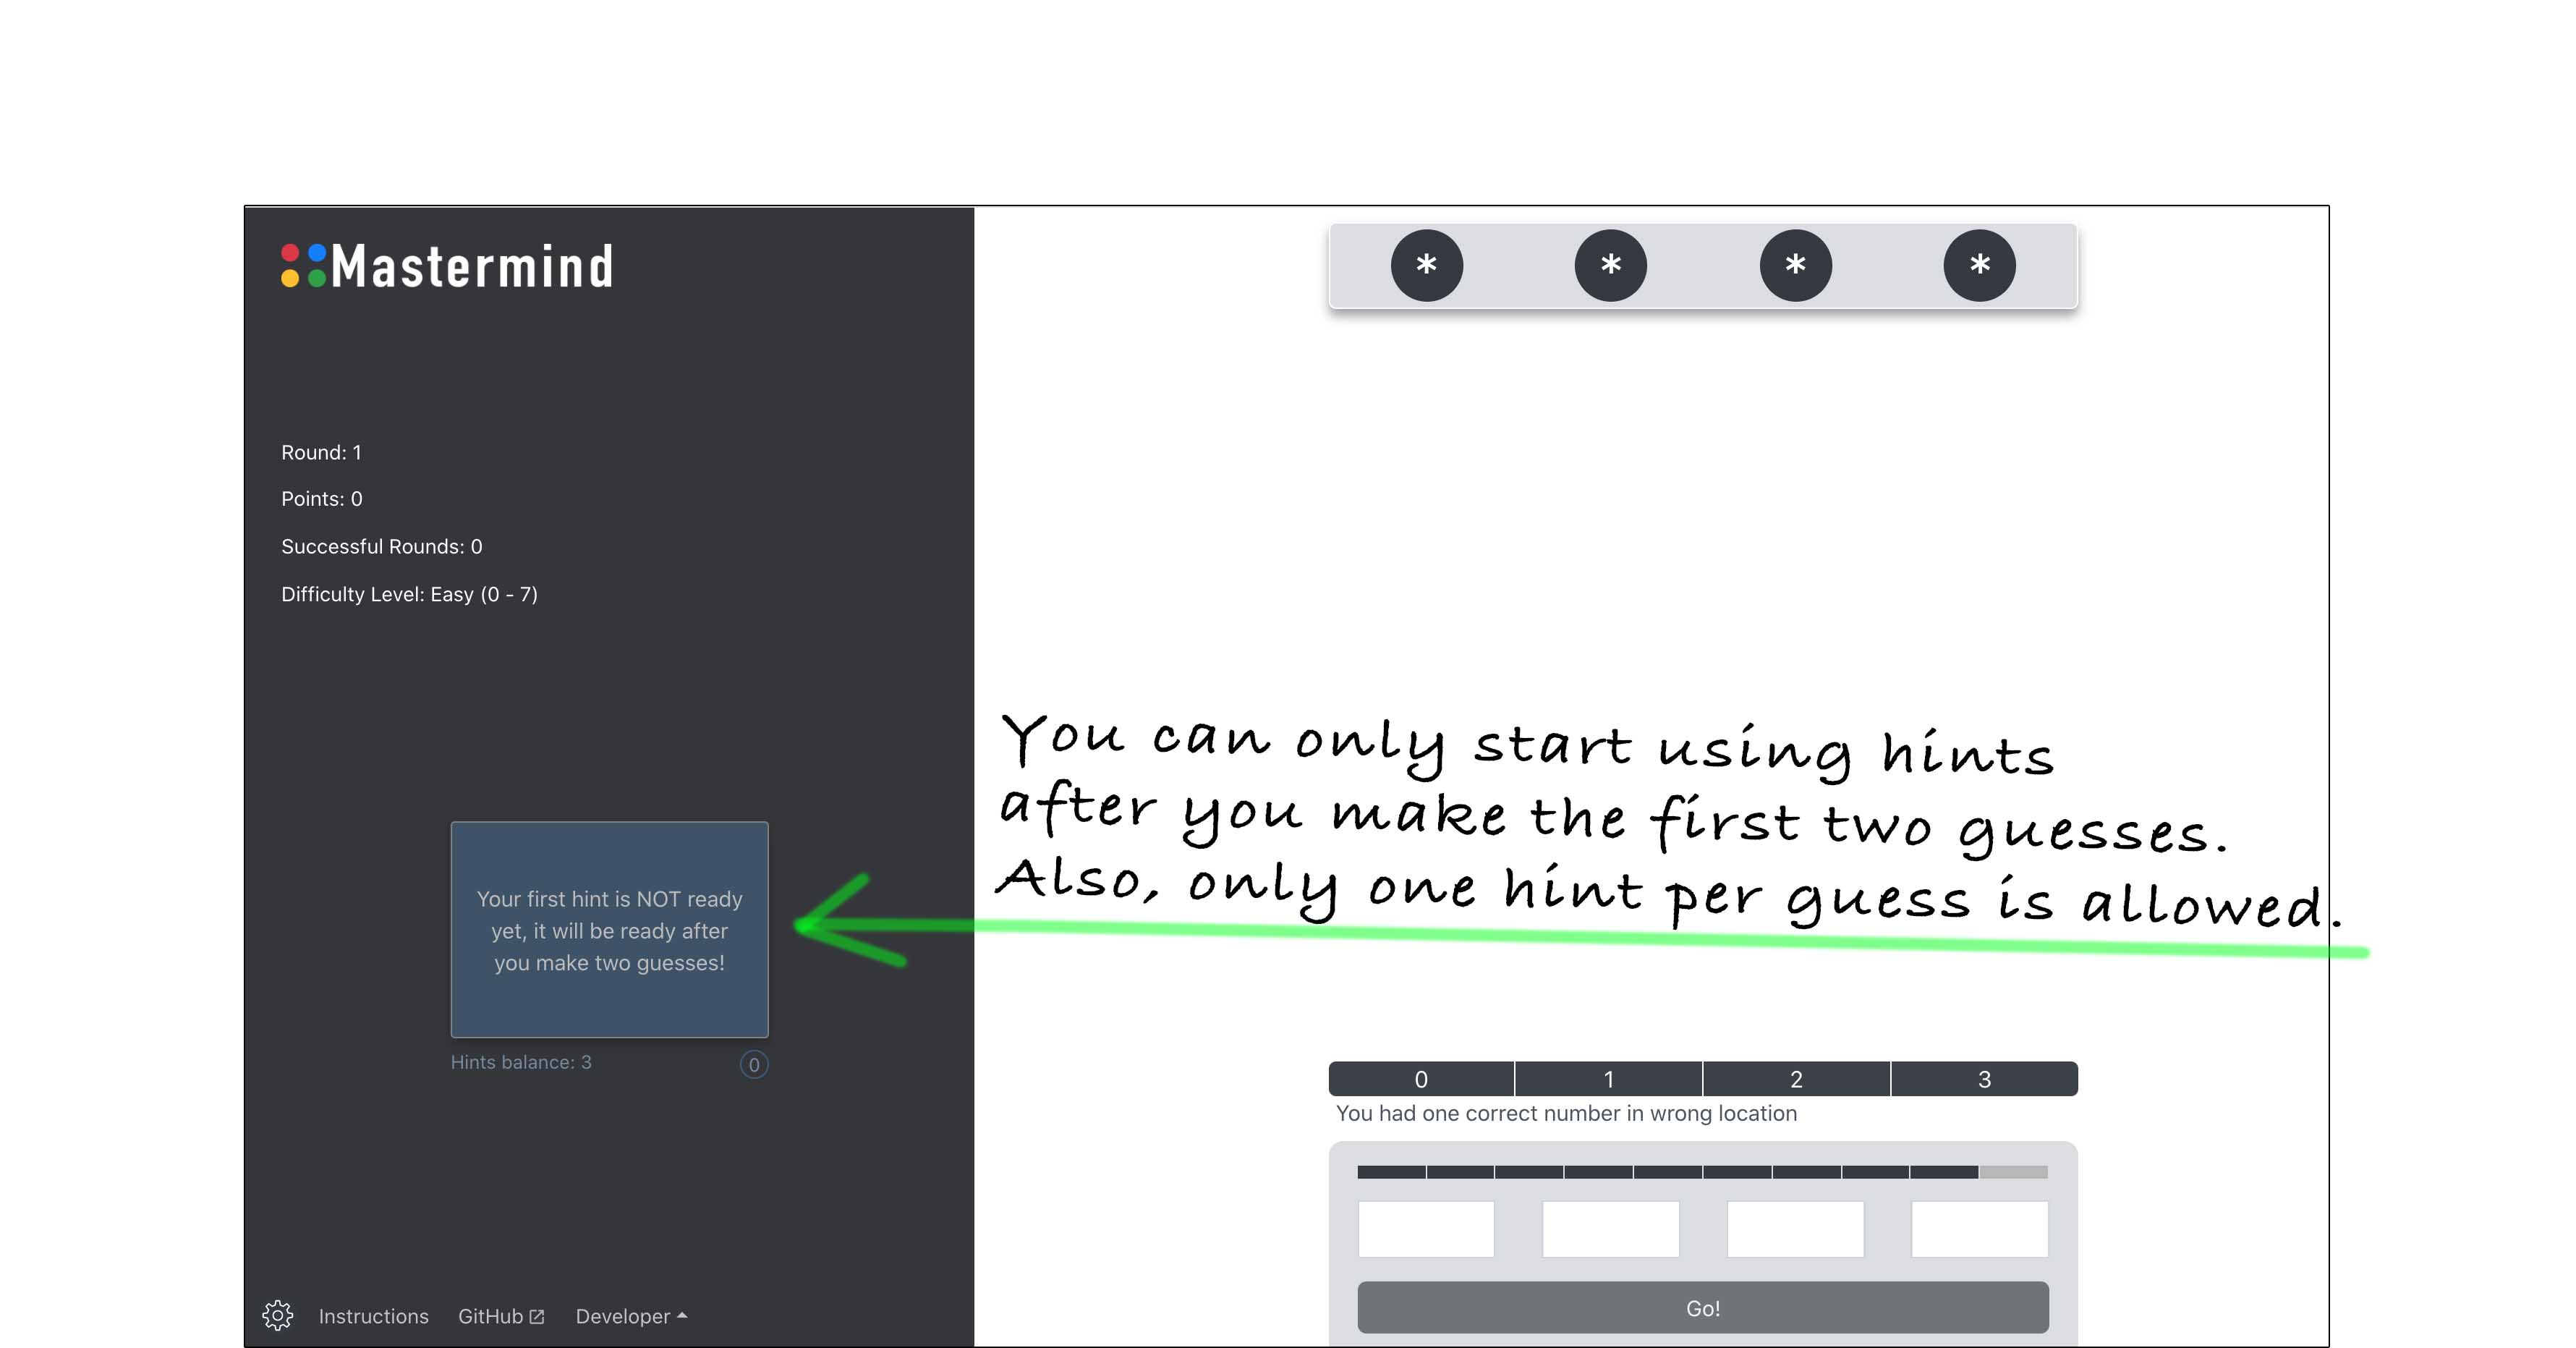 Mastermind
* * * *
Round: 1
Points: 0
Successful Rounds: 0
Difficulty Level: Easy (0 - 7)
You can only start using hints
after you make the first two guesses.
Also, only one hint per guess is allowed.
Your first hint is NOT ready
yet, it will be ready after
you make two guesses!
Hints balance: 3
0
0 1 2 3
You had one correct number in wrong location
Go!
Instructions GitHub Developer